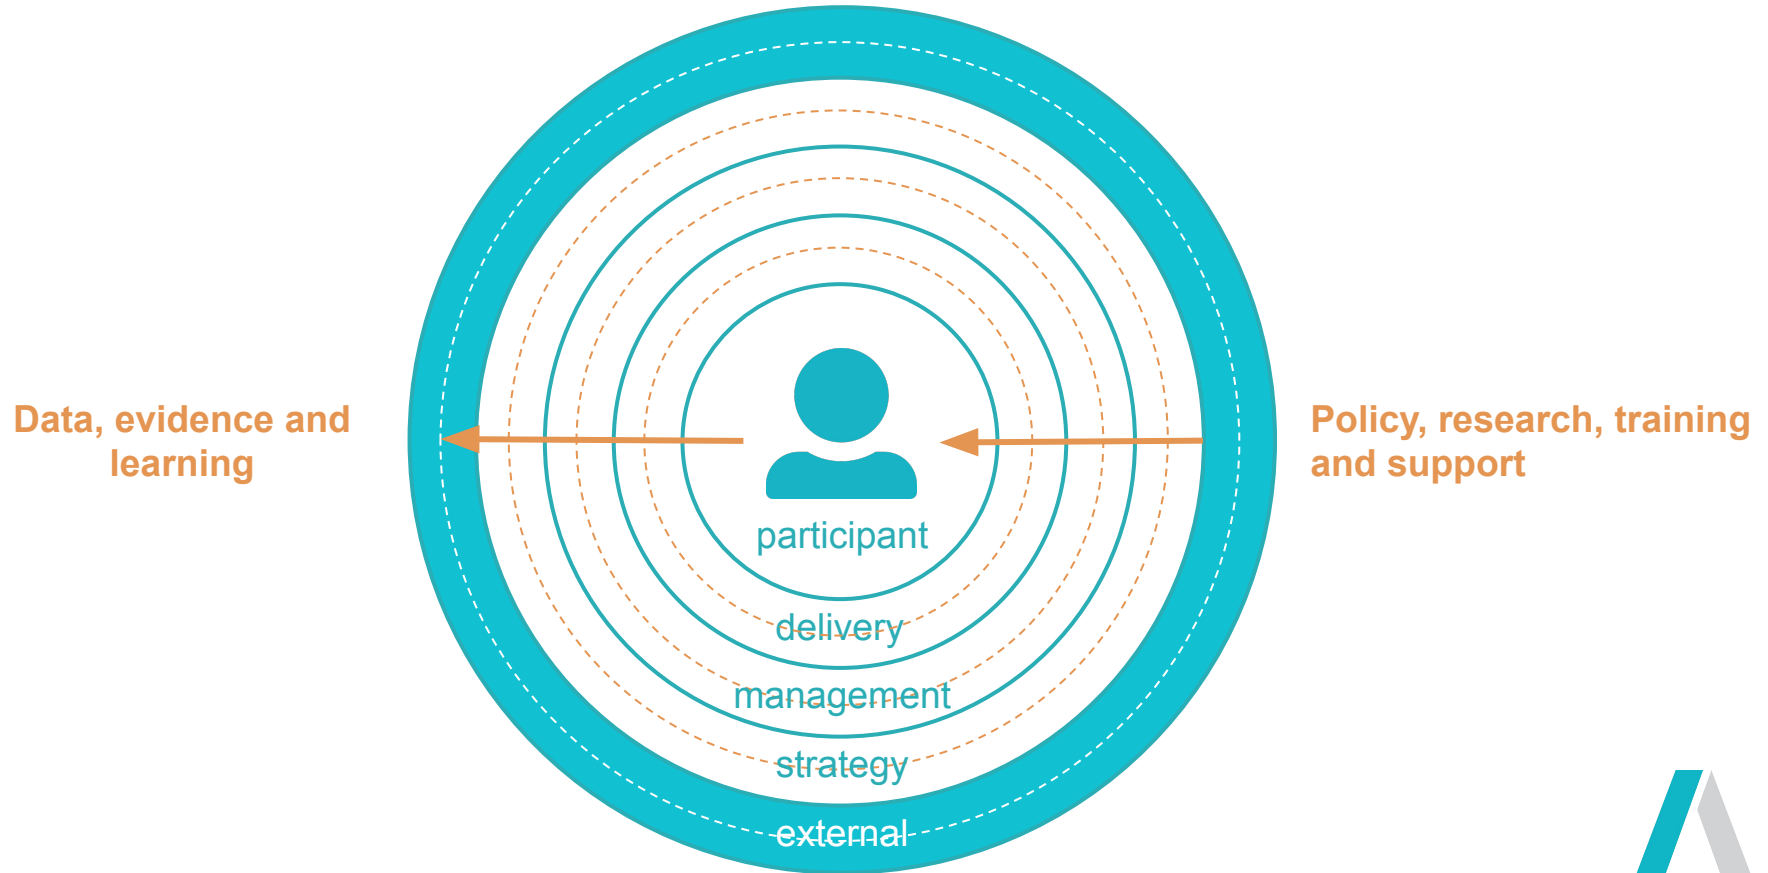 Data, evidence and
learning
Policy, research, training
and support
participant
delivery
management
strategy
external